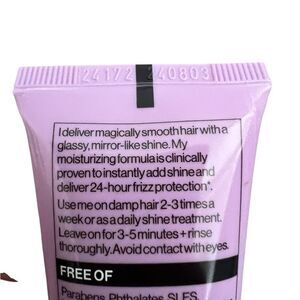 24172 240803
I deliver magically smooth hair with a
glassy, mirror-like shine. My
moisturizing formula is clinically
proven to instantly add shine and
deliver 24-hour frizz protection*.
Use me on damp hair 2-3 times a
week or as a daily shine treatment.
Leave on for 3-5 minutes + rinse
thoroughly. Avoid contact with eyes.
FREE OF
Parabens, Phthalates, SLES,